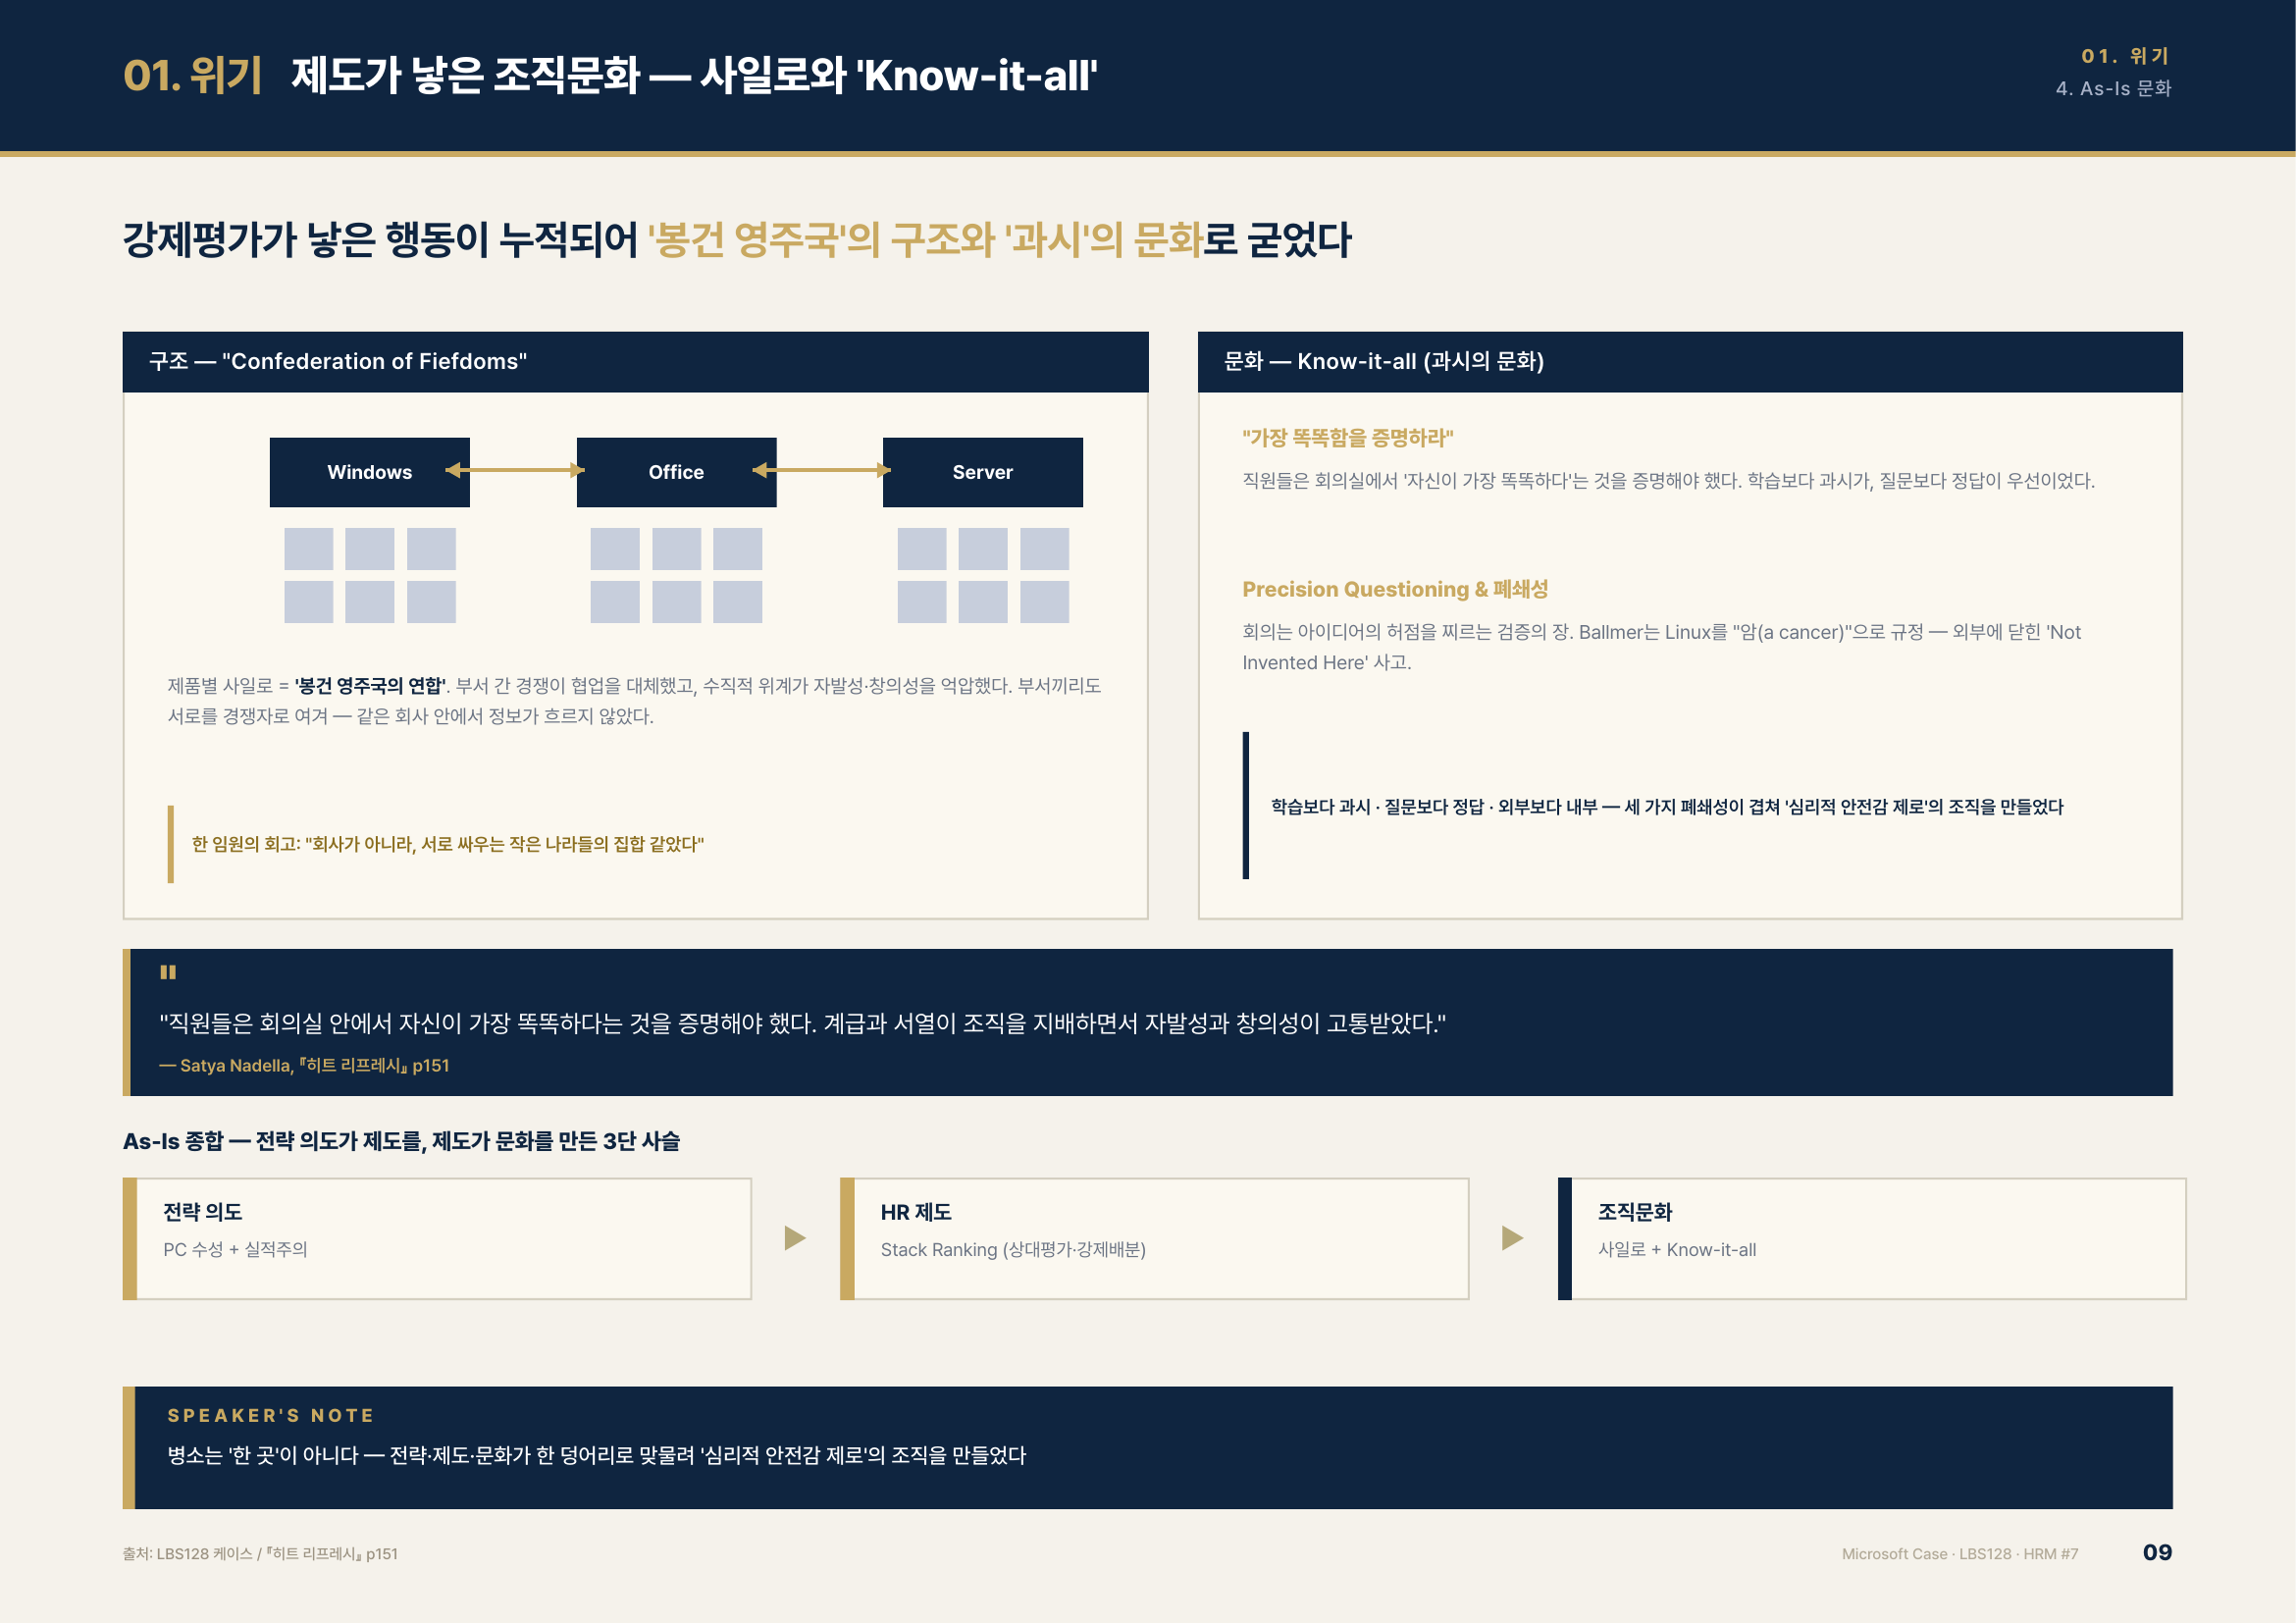 01. 위기 제도가 낳은 조직문화 — 사일로와 'Know-it-all'
01. 위기
4. As-Is 문화
강제평가가 낳은 행동이 누적되어 '봉건 영주국'의 구조와 '과시'의 문화로 굳었다
구조 — "Confederation of Fiefdoms"
Windows
Office
Server
제품별 사일로 = '봉건 영주국의 연합'. 부서 간 경쟁이 협업을 대체했고, 수직적 위계가 자발성·창의성을 억압했다. 부서끼리도
서로를 경쟁자로 여겨 — 같은 회사 안에서 정보가 흐르지 않았다.
한 임원의 회고: "회사가 아니라, 서로 싸우는 작은 나라들의 집합 같았다"
문화 — Know-it-all (과시의 문화)
"가장 똑똑함을 증명하라"
직원들은 회의실에서 '자신이 가장 똑똑하다'는 것을 증명해야 했다. 학습보다 과시가, 질문보다 정답이 우선이었다.
Precision Questioning & 폐쇄성
회의는 아이디어의 허점을 찌르는 검증의 장. Ballmer는 Linux를 "암(a cancer)"으로 규정 — 외부에 닫힌 'Not
Invented Here' 사고.
학습보다 과시 · 질문보다 정답 · 외부보다 내부 — 세 가지 폐쇄성이 겹쳐 '심리적 안전감 제로'의 조직을 만들었다
"
"직원들은 회의실 안에서 자신이 가장 똑똑하다는 것을 증명해야 했다. 계급과 서열이 조직을 지배하면서 자발성과 창의성이 고통받았다."
— Satya Nadella, 『히트 리프레시』 p151
As-Is 종합 — 전략 의도가 제도를, 제도가 문화를 만든 3단 사슬
전략 의도
PC 수성 + 실적주의
HR 제도
Stack Ranking (상대평가·강제배분)
조직문화
사일로 + Know-it-all
SPEAKER'S NOTE
병소는 '한 곳'이 아니다 — 전략·제도·문화가 한 덩어리로 맞물려 '심리적 안전감 제로'의 조직을 만들었다
출처: LBS128 케이스 / 『히트 리프레시』 p151
Microsoft Case · LBS128 · HRM #7
09